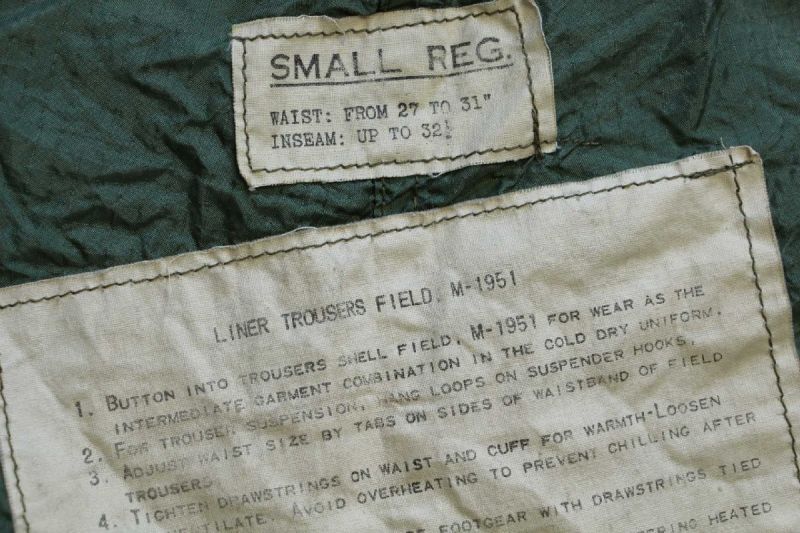 SMALL REG.
WAIST: FROM 27 TO 31"
INSEAM: UP TO 32½
LINER TROUSERS FIELD, M-1951
1. BUTTON INTO TROUSERS SHELL FIELD, M-1951 FOR WEAR AS THE
INTERMEDIATE GARMENT COMBINATION IN THE COLD DRY UNIFORM.
2. FOR TROUSER SUSPENSION, HANG LOOPS ON SUSPENDER HOOKS.
3. ADJUST WAIST SIZE BY TABS ON SIDES OF WAISTBAND OF FIELD
TROUSERS
4. TIGHTEN DRAWSTRINGS ON WAIST AND CUFF FOR WARMTH-LOOSEN
VENTILATE. AVOID OVERHEATING TO PREVENT CHILLING AFTER
FOOTGEAR WITH DRAWSTRINGS TIED
HEATED